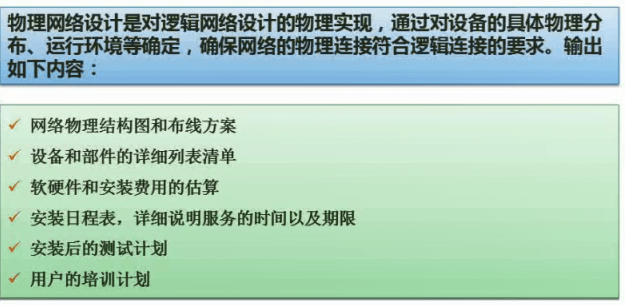 物理网络设计是对逻辑网络设计的物理实现，通过对设备的具体物理分
布、运行环境等确定，确保网络的物理连接符合逻辑连接的要求。输出
如下内容：
✓ 网络物理结构图和布线方案
✓ 设备和部件的详细列表清单
✓ 软硬件和安装费用的估算
✓ 安装日程表，详细说明服务的时间以及期限
✓ 安装后的测试计划
✓ 用户的培训计划